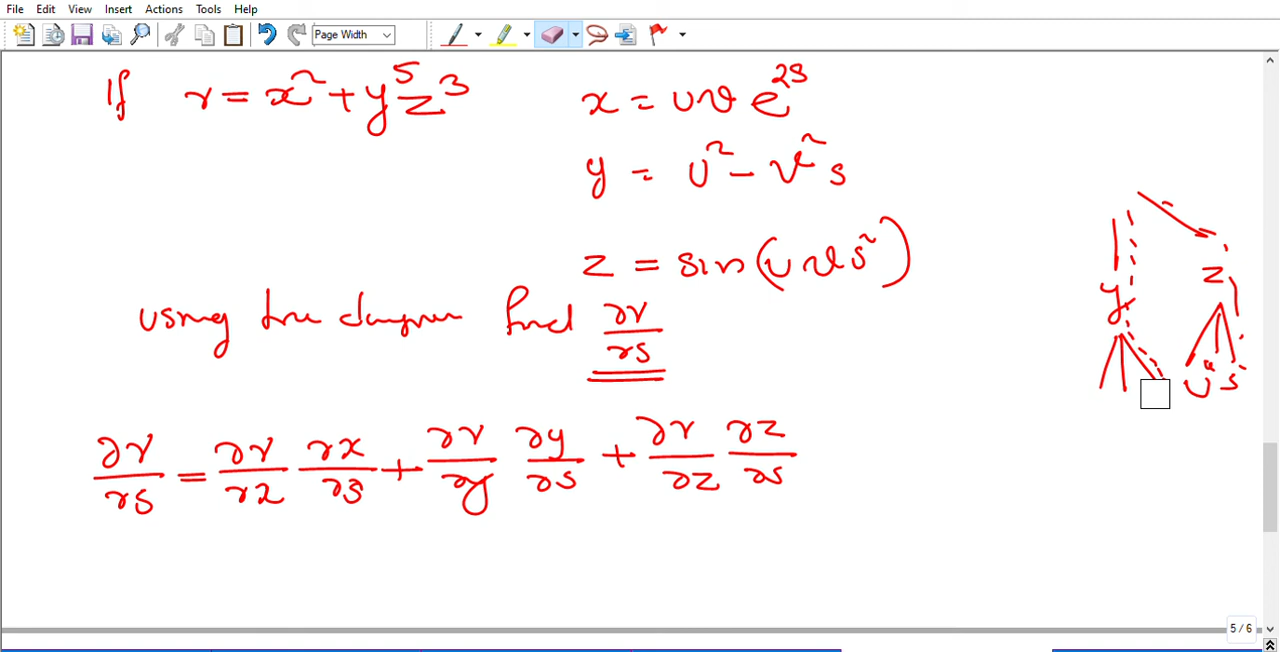 File Edit View Insert Actions Tools Help
Page Width
If r = x² + y⁵z³ x = uv e^{2s}
y = u² - v²s
z = sin(uvs²)
using tree diagram find ∂r/∂s
y z
u s
∂r/∂s = ∂r/∂x ∂x/∂s + ∂r/∂y ∂y/∂s + ∂r/∂z ∂z/∂s
5 / 6